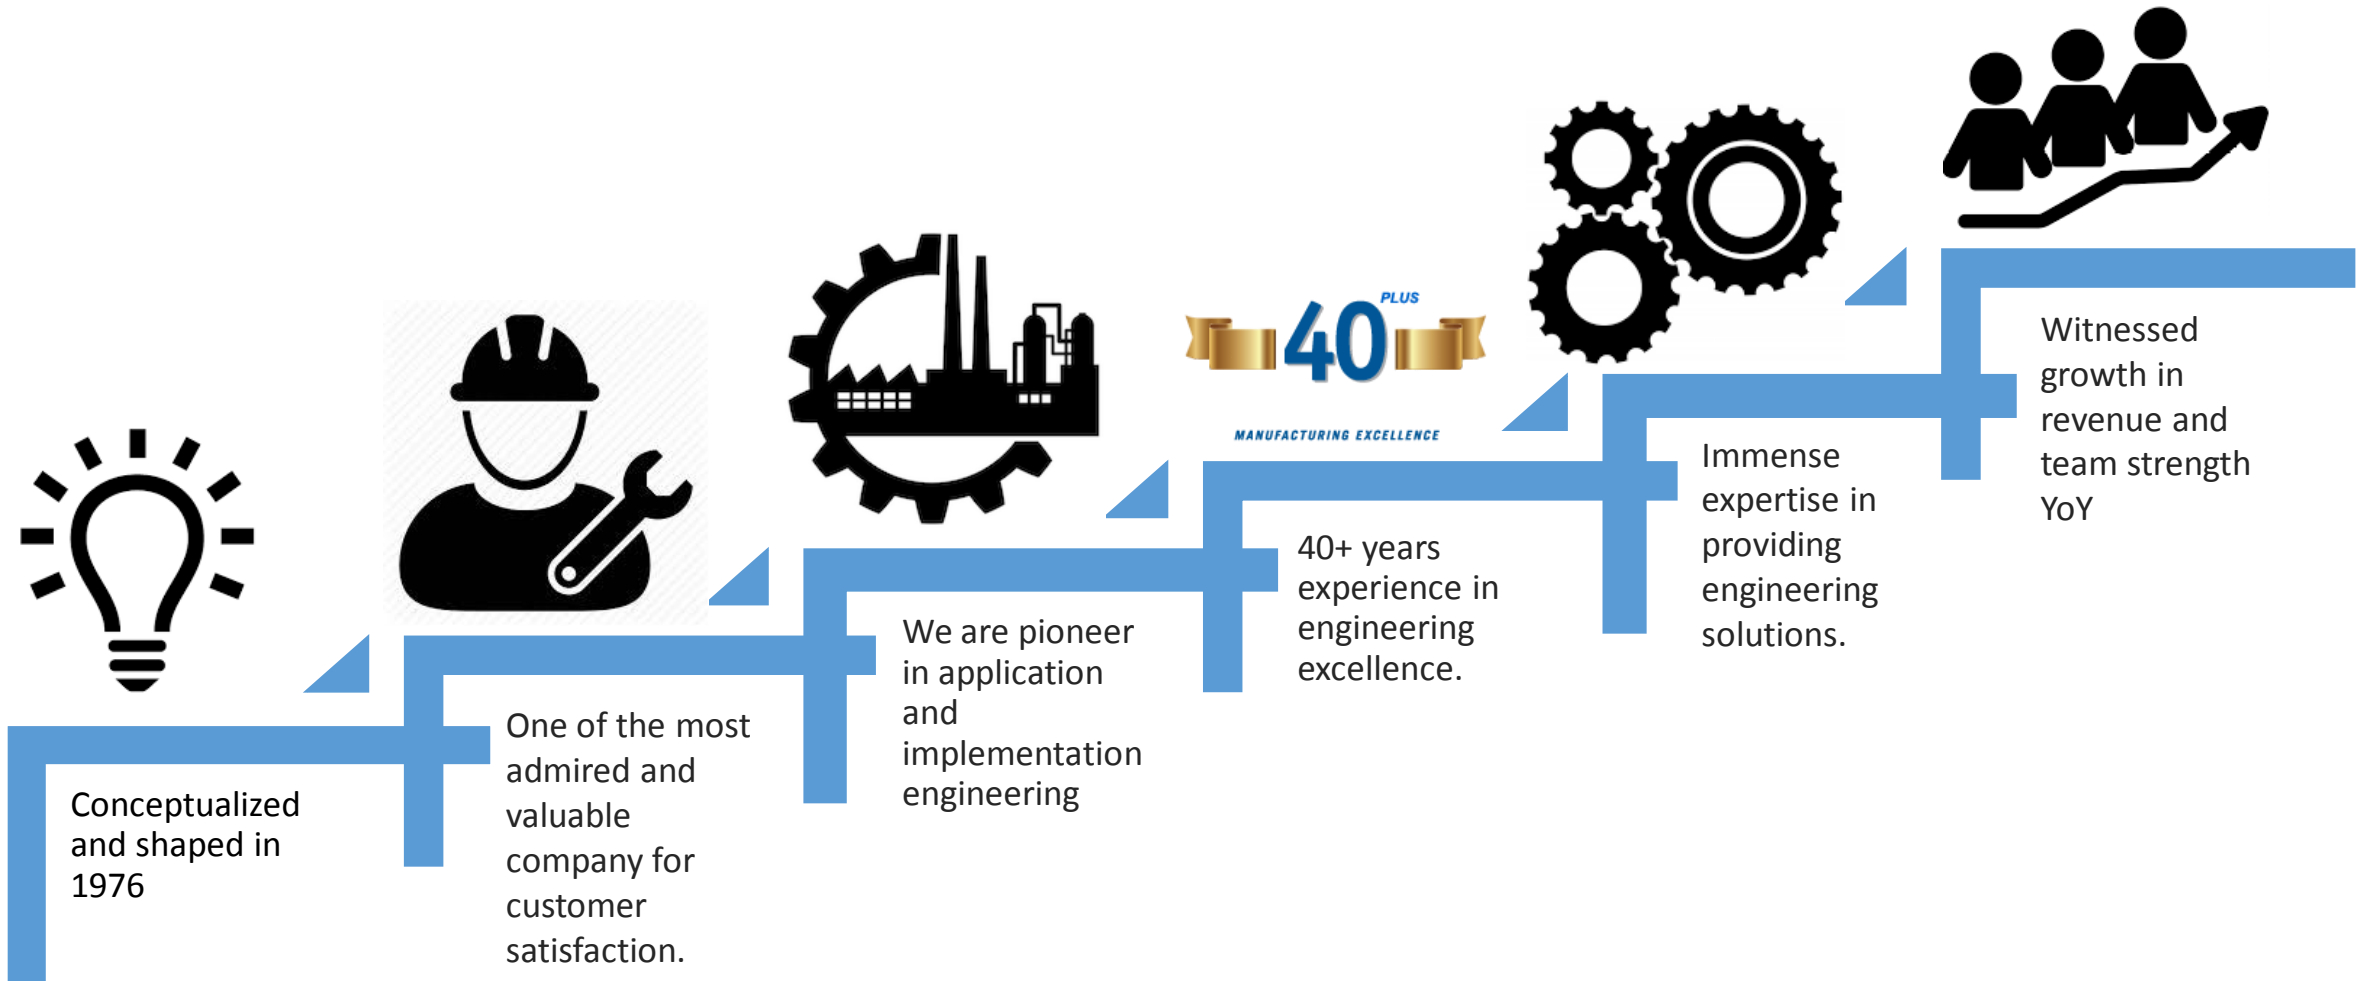 Conceptualized
and shaped in
1976
One of the most
admired and
valuable
company for
customer
satisfaction.
We are pioneer
in application
and
implementation
engineering
PLUS
40
MANUFACTURING EXCELLENCE
40+ years
experience in
engineering
excellence.
Immense
expertise in
providing
engineering
solutions.
Witnessed
growth in
revenue and
team strength
YoY